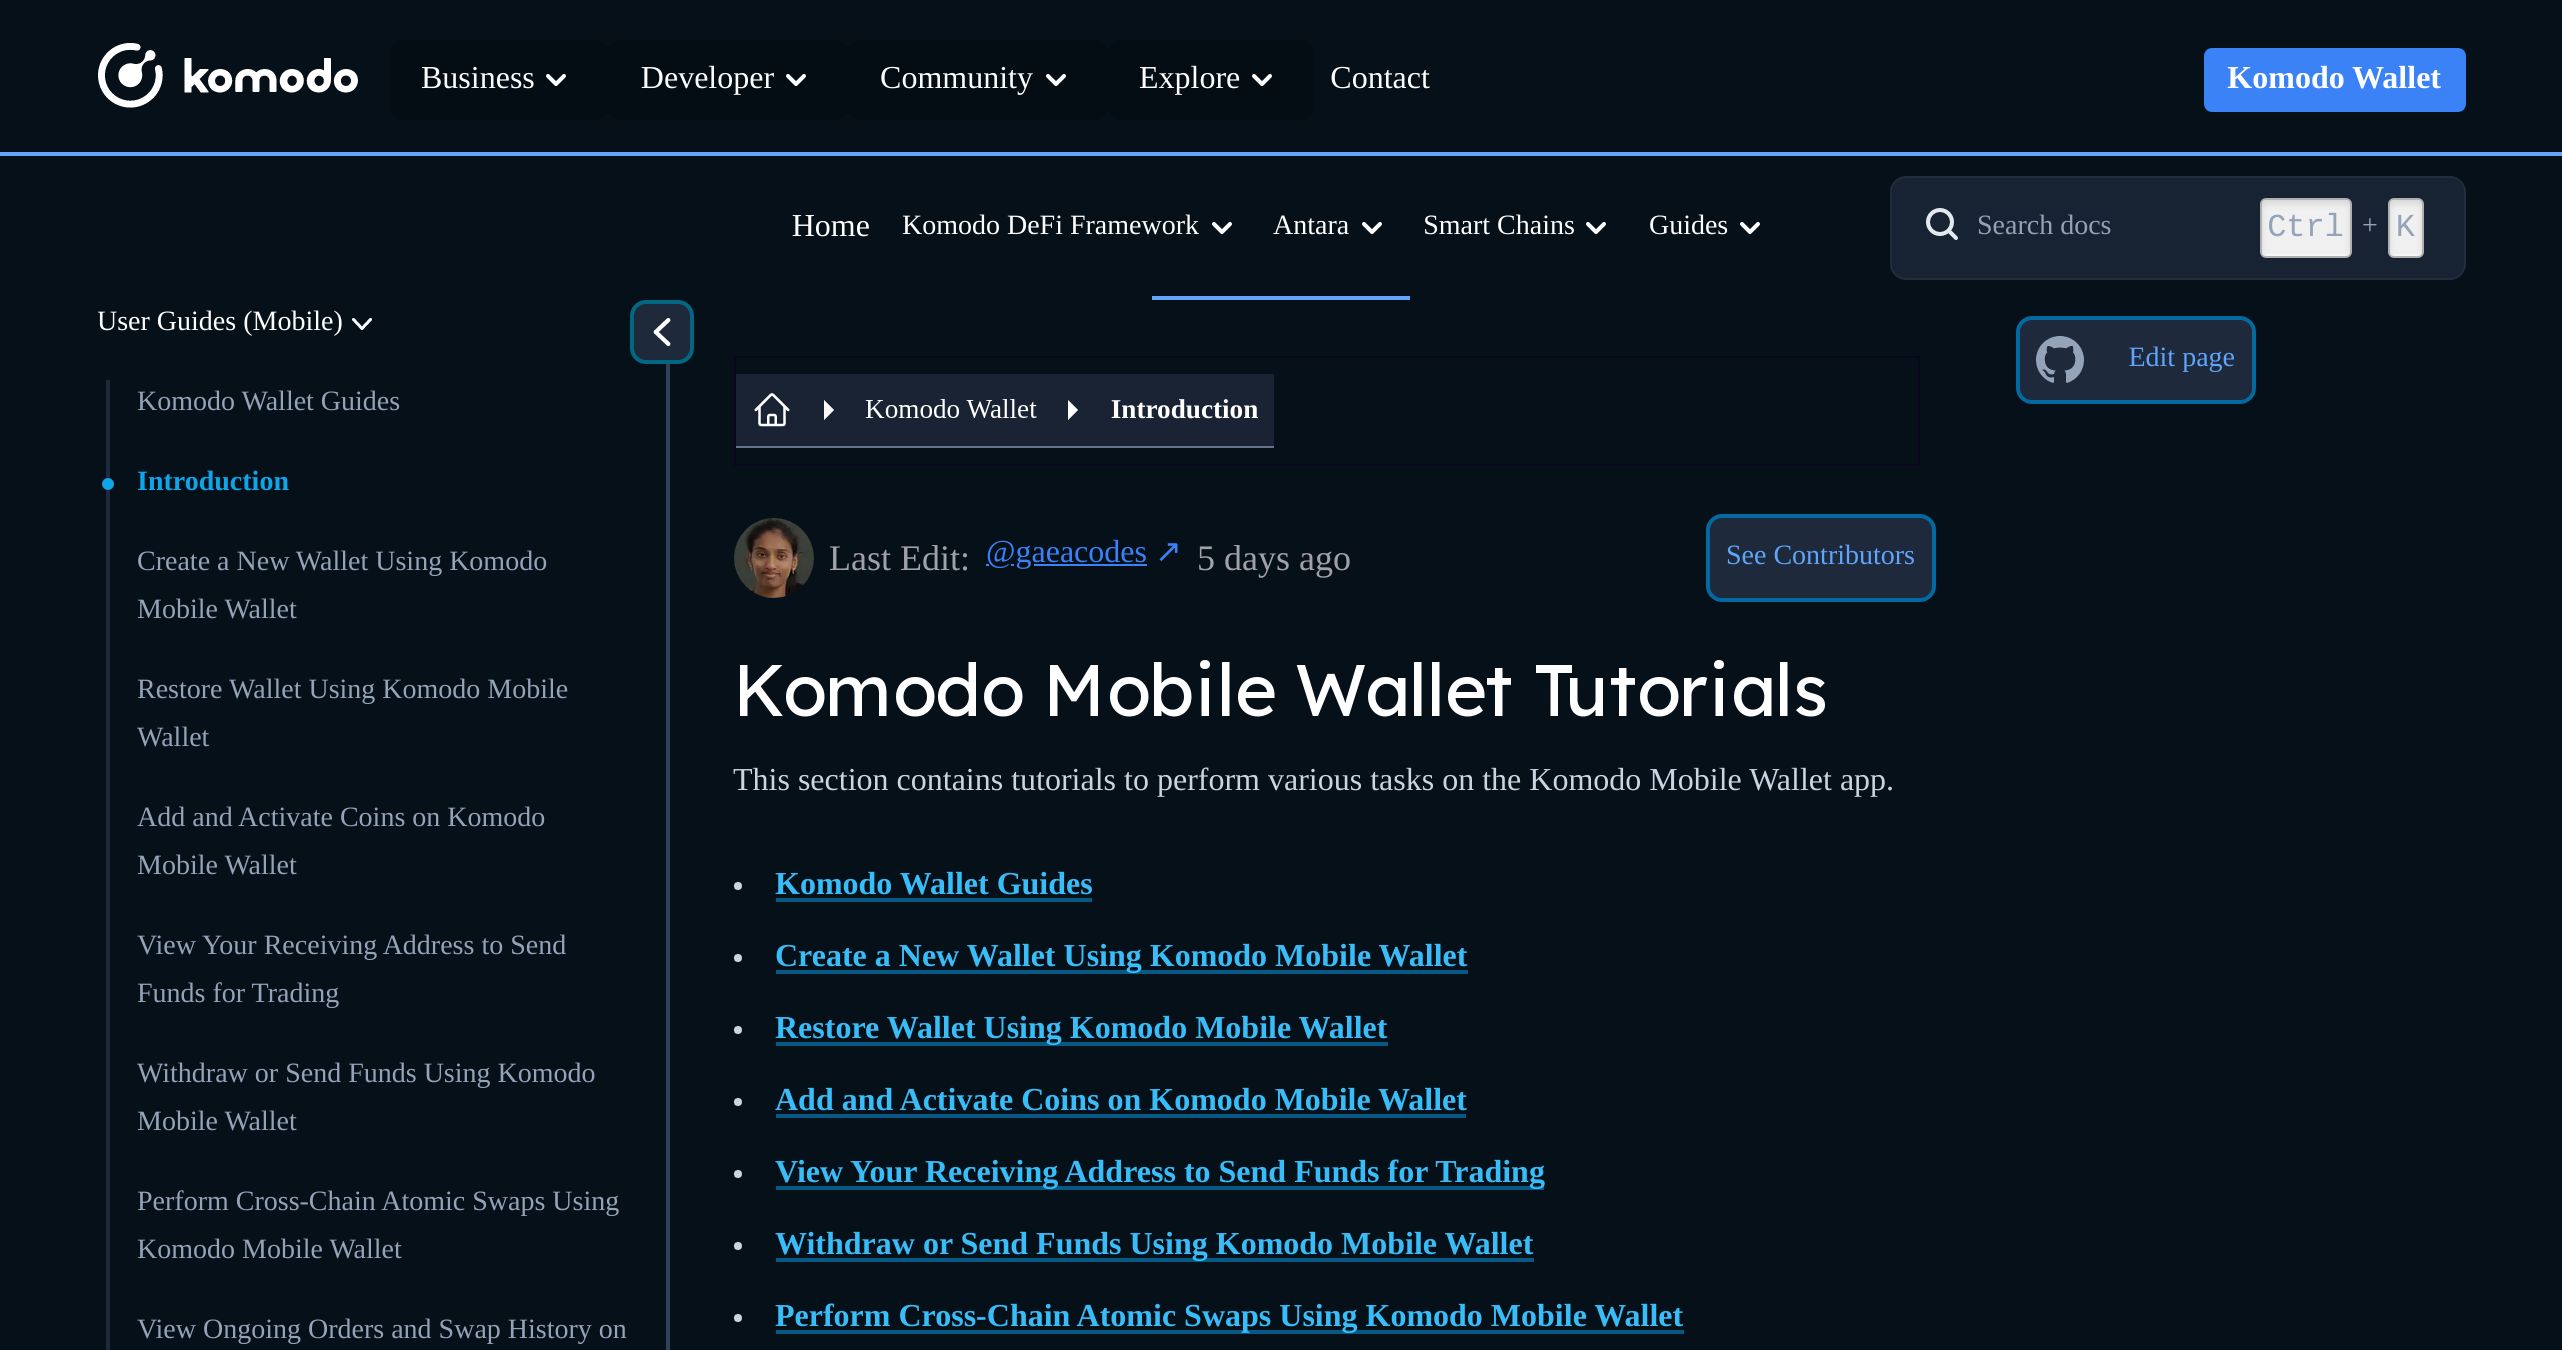 komodo Business Developer Community Explore Contact Komodo Wallet
Home Komodo DeFi Framework Antara Smart Chains Guides Search docs Ctrl + K
User Guides (Mobile)
Edit page
Komodo Wallet Guides
Introduction
Create a New Wallet Using Komodo
Mobile Wallet
Restore Wallet Using Komodo Mobile
Wallet
Add and Activate Coins on Komodo
Mobile Wallet
View Your Receiving Address to Send
Funds for Trading
Withdraw or Send Funds Using Komodo
Mobile Wallet
Perform Cross-Chain Atomic Swaps Using
Komodo Mobile Wallet
View Ongoing Orders and Swap History on
Komodo Wallet Introduction
Last Edit: @gaeacodes ↗ 5 days ago
See Contributors
Komodo Mobile Wallet Tutorials
This section contains tutorials to perform various tasks on the Komodo Mobile Wallet app.
• Komodo Wallet Guides
• Create a New Wallet Using Komodo Mobile Wallet
• Restore Wallet Using Komodo Mobile Wallet
• Add and Activate Coins on Komodo Mobile Wallet
• View Your Receiving Address to Send Funds for Trading
• Withdraw or Send Funds Using Komodo Mobile Wallet
• Perform Cross-Chain Atomic Swaps Using Komodo Mobile Wallet